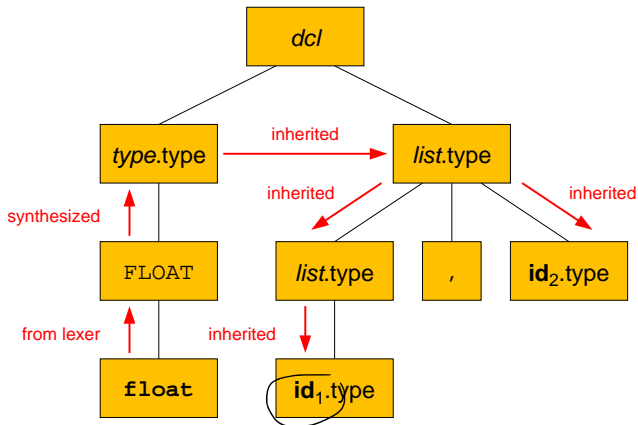 dcl
inherited
type.type
list.type
inherited
inherited
synthesized
FLOAT
list.type
,
id₂.type
from lexer
inherited
float
id₁.type